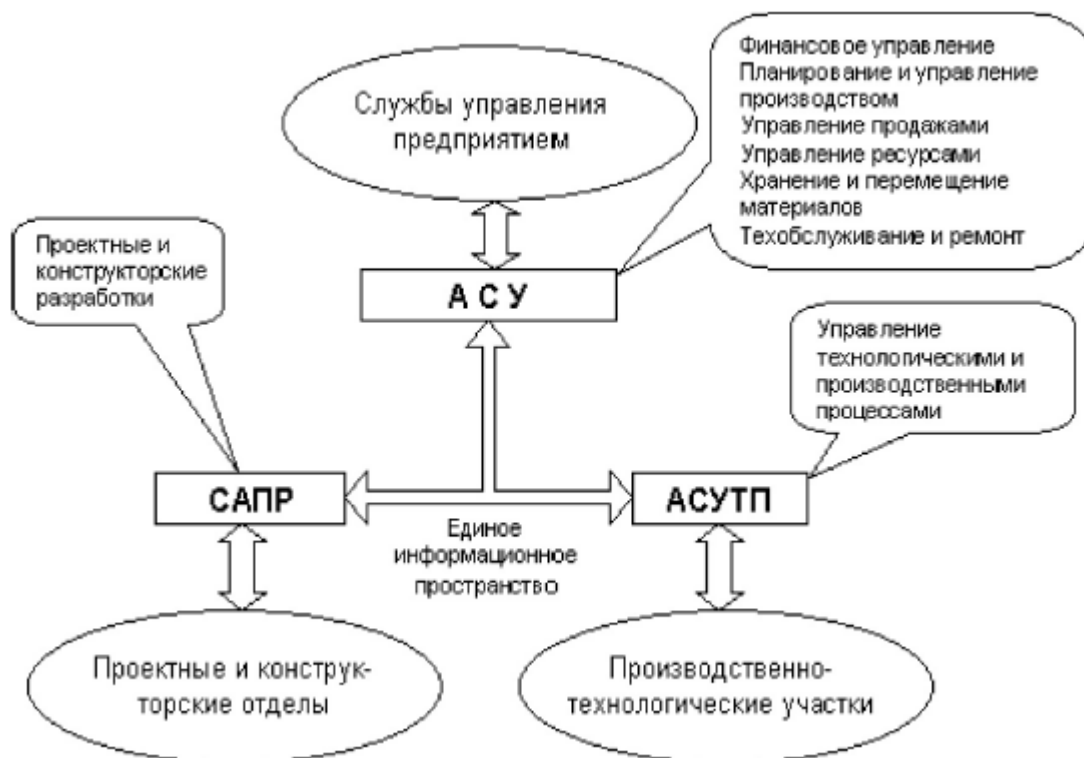 Службы управления
предприятием
Финансовое управление
Планирование и управление
производством
Управление продажами
Управление ресурсами
Хранение и перемещение
материалов
Техобслуживание и ремонт
Проектные и
конструкторские
разработки
А С У
Управление
технологическими и
производственными
процессами
САПР
АСУТП
Единое
информационное
пространство
Проектные и конструк-
торские отделы
Производственно-
технологические участки